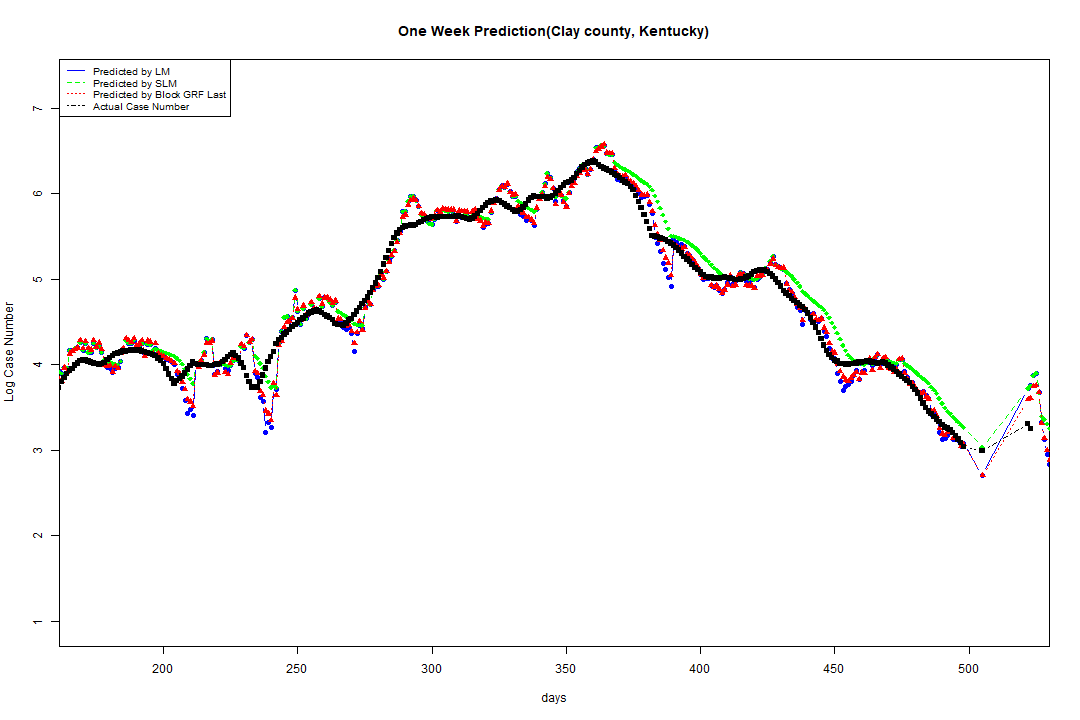 One Week Prediction(Clay county, Kentucky)
Predicted by LM
Predicted by SLM
Predicted by Block GRF Last
Actual Case Number
7
6
5
4
3
2
1
Log Case Number
200 250 300 350 400 450 500
days